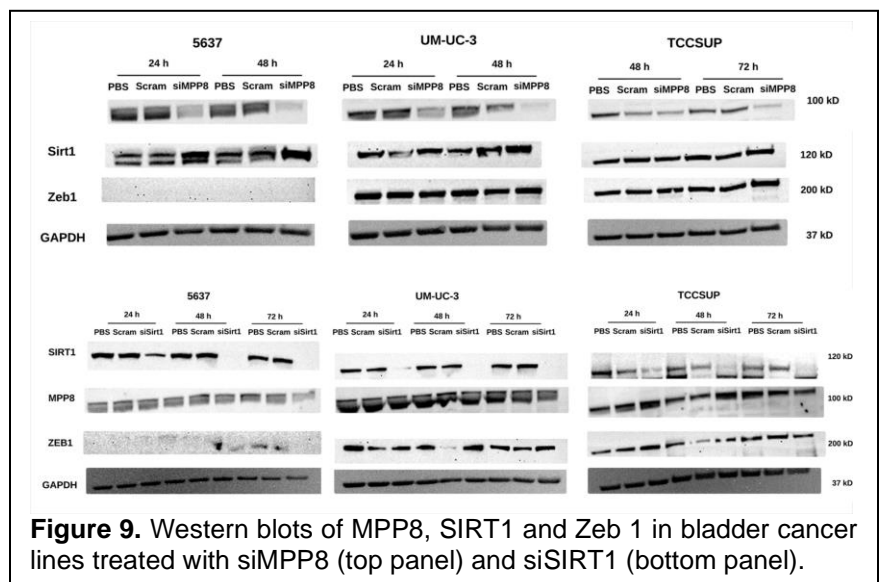 5637 UM-UC-3 TCCSUP
24 h 48 h 24 h 48 h 48 h 72 h
PBS Scram siMPP8 PBS Scram siMPP8 PBS Scram siMPP8 PBS Scram siMPP8 PBS Scram siMPP8 PBS Scram siMPP8
100 kD
Sirt1 120 kD
Zeb1 200 kD
GAPDH 37 kD
5637 UM-UC-3 TCCSUP
24 h 48 h 72 h 24 h 48 h 72 h 24 h 48 h 72 h
PBS Scram siSirt1 PBS Scram siSirt1 PBS Scram siSirt1 PBS Scram siSirt1 PBS Scram siSirt1 PBS Scram siSirt1 PBS Scram siSirt1 PBS Scram siSirt1 PBS Scram siSirt1
SIRT1 120 kD
MPP8 100 kD
ZEB1 200 kD
GAPDH 37 kD
Figure 9. Western blots of MPP8, SIRT1 and Zeb 1 in bladder cancer
lines treated with siMPP8 (top panel) and siSIRT1 (bottom panel).